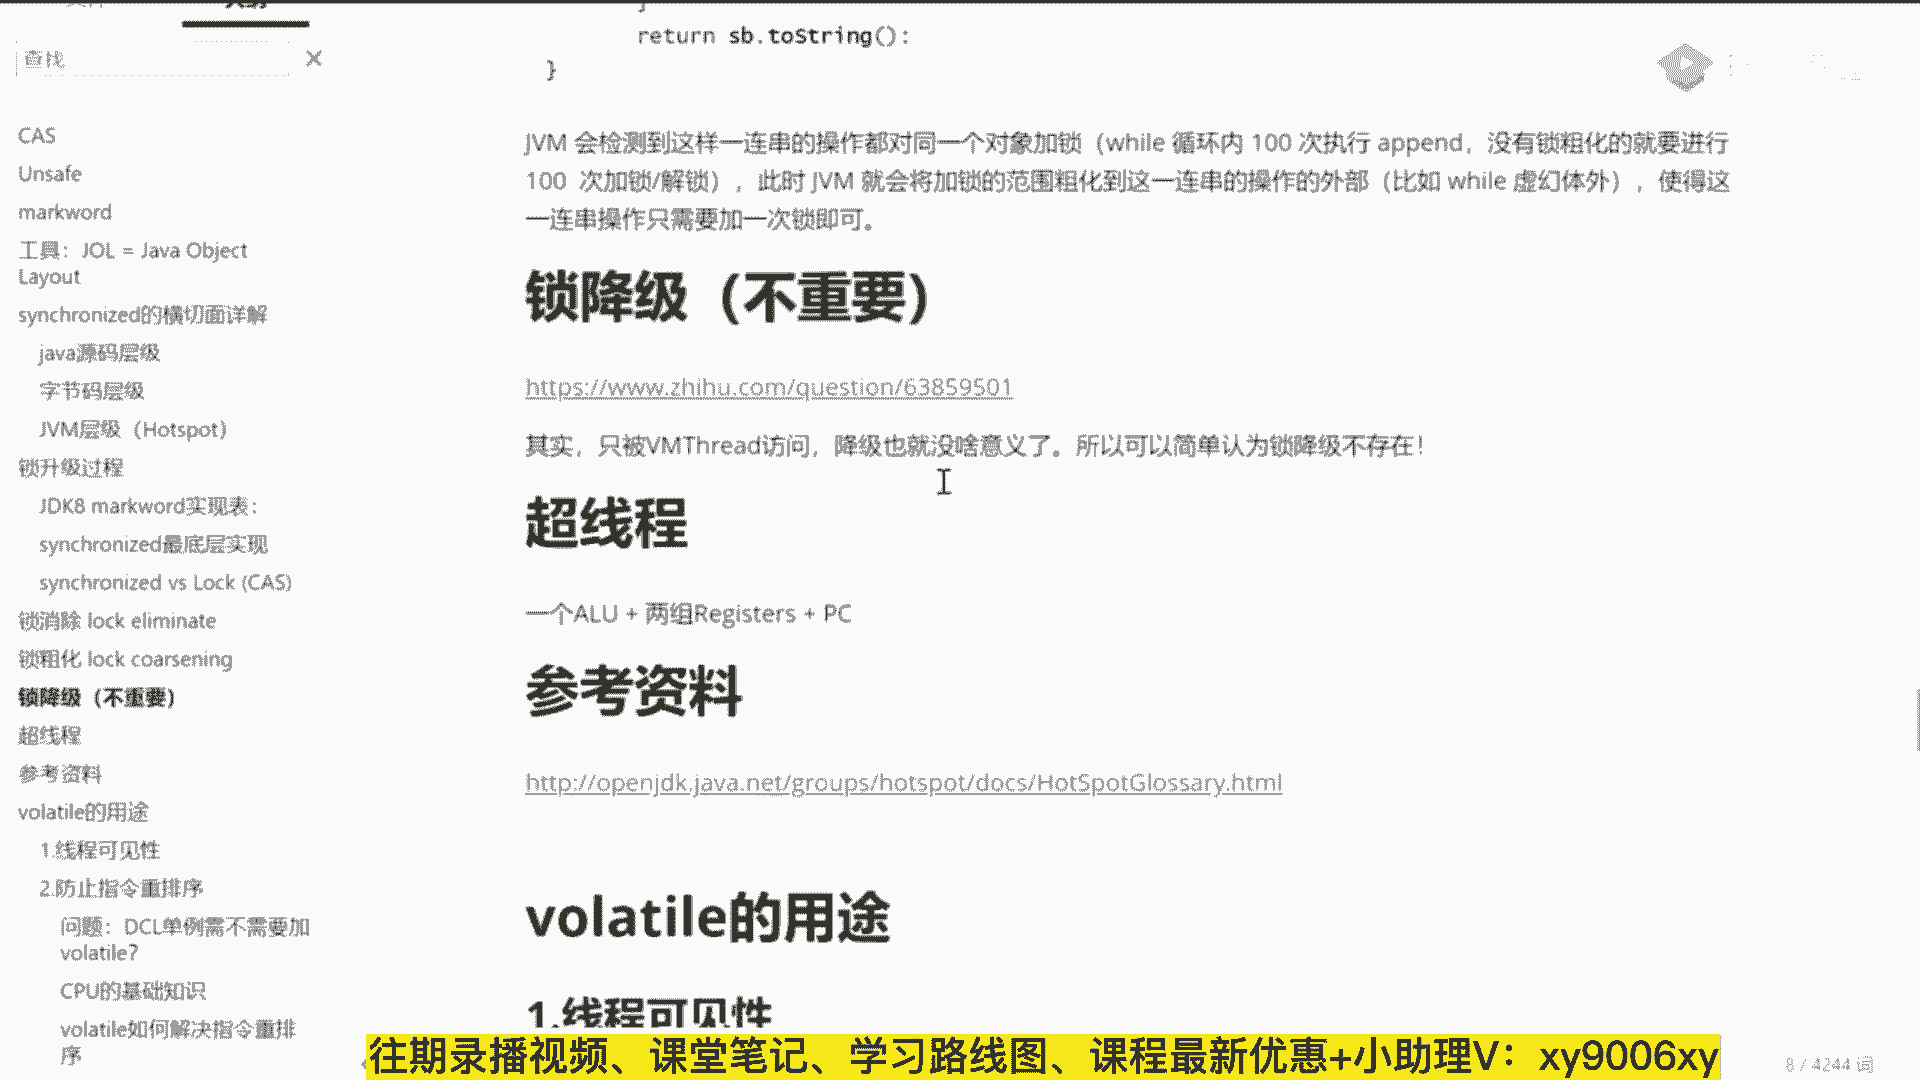 查找
×
CAS
Unsafe
markword
工具：JOL = Java Object
Layout
synchronized的横切面详解
java源码层级
字节码层级
JVM层级（Hotspot）
锁升级过程
JDK8 markword实现表：
synchronized最底层实现
synchronized vs Lock (CAS)
锁消除 lock eliminate
锁粗化 lock coarsening
锁降级（不重要）
超线程
参考资料
volatile的用途
1.线程可见性
2.防止指令重排序
问题：DCL单例需不需要加
volatile?
CPU的基础知识
volatile如何解决指令重排
序
return sb.toString():
}
JVM 会检测到这样一连串的操作都对同一个对象加锁（while 循环内 100 次执行 append，没有锁粗化的就要进行
100 次加锁/解锁），此时 JVM 就会将加锁的范围粗化到这一连串的操作的外部（比如 while 虚幻体外），使得这
一连串操作只需要加一次锁即可。
锁降级（不重要）
https://www.zhihu.com/question/63859501
其实，只被VMThread访问，降级也就没啥意义了。所以可以简单认为锁降级不存在！
超线程
一个ALU + 两组Registers + PC
参考资料
http://openjdk.java.net/groups/hotspot/docs/HotSpotGlossary.html
volatile的用途
1.线程可见性
往期录播视频、课堂笔记、学习路线图、课程最新优惠+小助理V：xy9006xy
8 / 4244 词